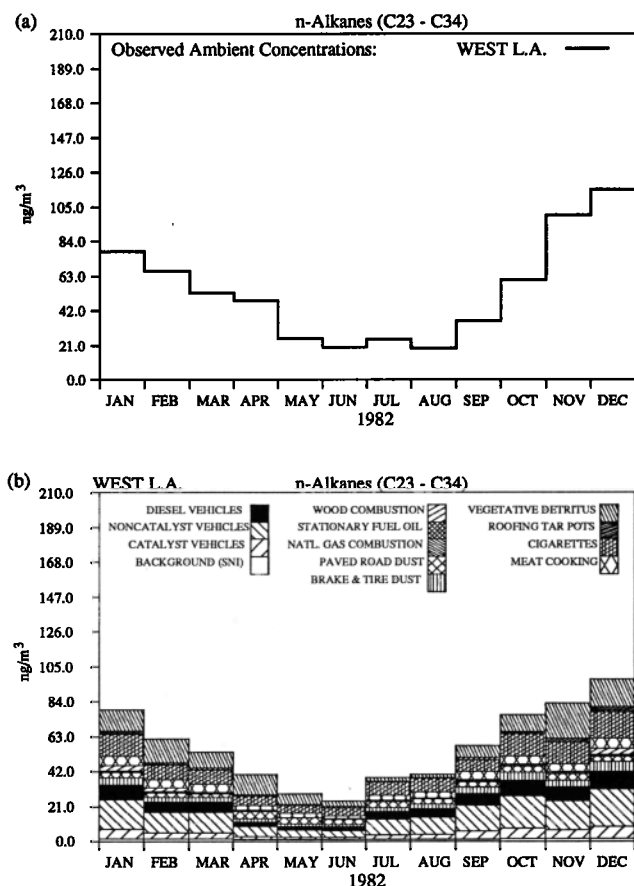 (a) n-Alkanes (C23 - C34)
210.0
189.0
168.0
147.0
126.0
105.0
84.0
63.0
42.0
21.0
0.0
ng/m³
Observed Ambient Concentrations: WEST L.A.
JAN FEB MAR APR MAY JUN JUL AUG SEP OCT NOV DEC
1982
(b) WEST L.A. n-Alkanes (C23 - C34)
210.0
189.0
168.0
147.0
126.0
105.0
84.0
63.0
42.0
21.0
0.0
ng/m³
DIESEL VEHICLES WOOD COMBUSTION VEGETATIVE DETRITUS
NONCATALYST VEHICLES STATIONARY FUEL OIL ROOFING TAR POTS
CATALYST VEHICLES NATL. GAS COMBUSTION CIGARETTES
BACKGROUND (SNI) PAVED ROAD DUST MEAT COOKING
BRAKE & TIRE DUST
JAN FEB MAR APR MAY JUN JUL AUG SEP OCT NOV DEC
1982